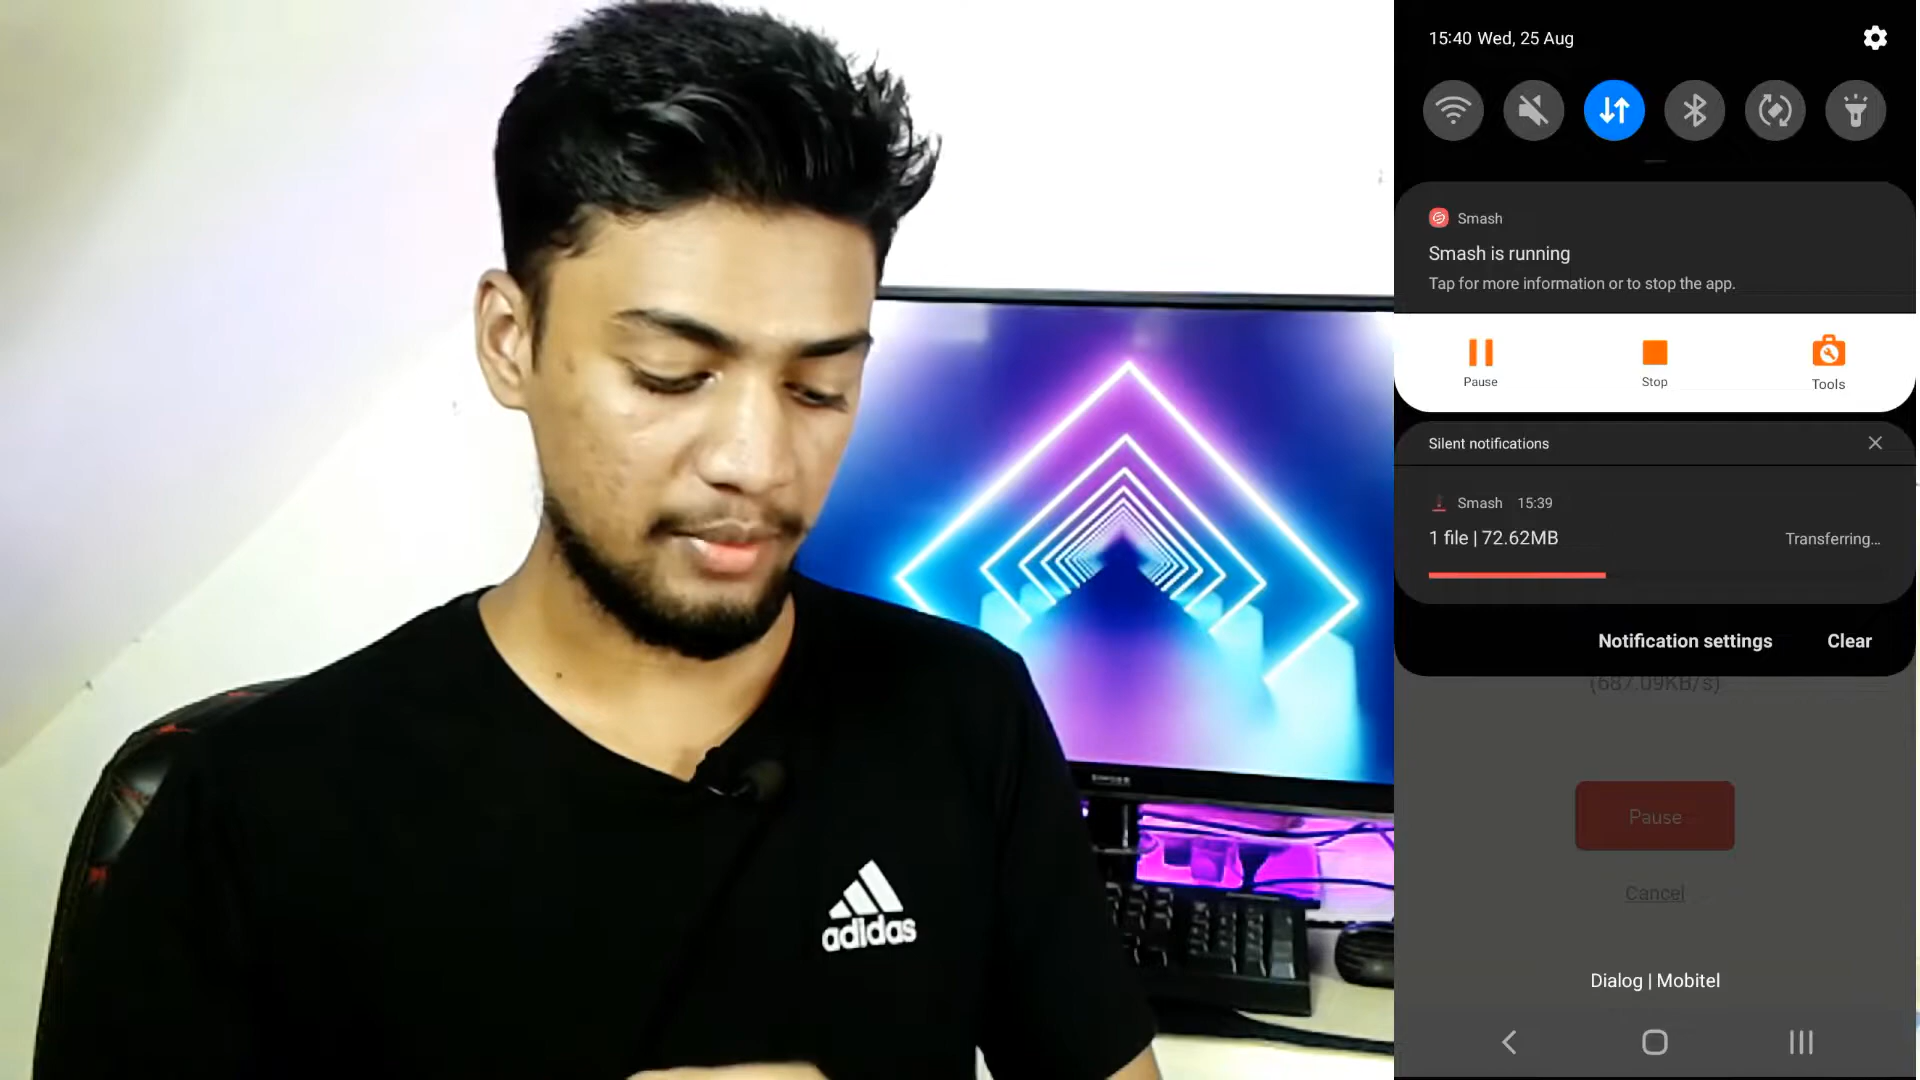 15:40 Wed, 25 Aug
Smash
Smash is running
Tap for more information or to stop the app.
Pause
Stop
Tools
Silent notifications
Smash 15:39
1 file | 72.62MB
Transferring...
Notification settings
Clear
(687.09KB/s)
Pause
Cancel
Dialog | Mobitel
adidas